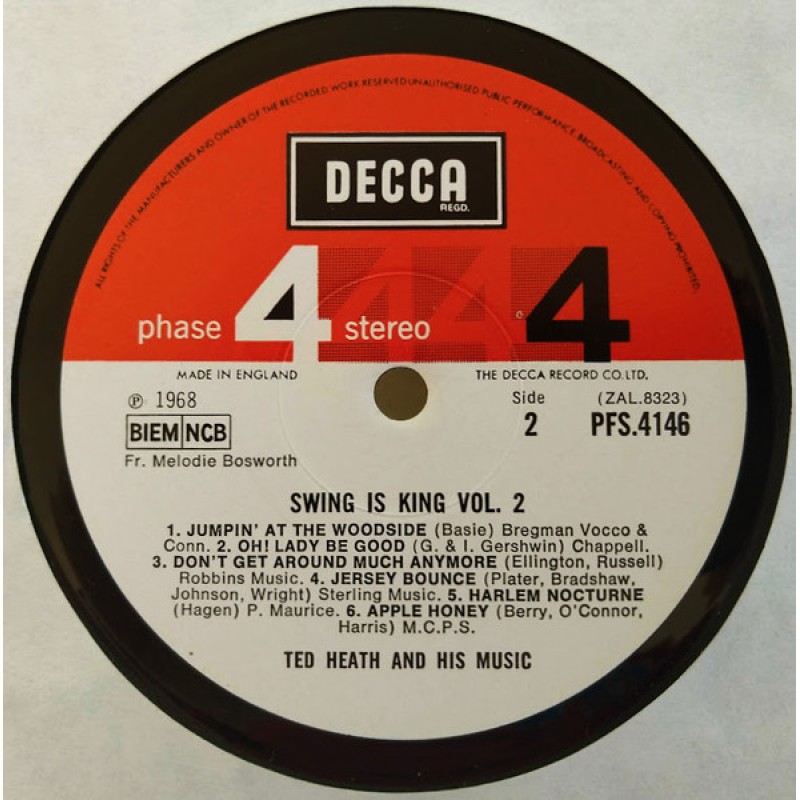 ALL RIGHTS OF THE MANUFACTURERS AND OWNER OF THE RECORDED WORK RESERVED UNAUTHORISED PUBLIC PERFORMANCE, BROADCASTING AND COPYING PROHIBITED.
DECCA
REGD.
phase 4 stereo 4 4 4
MADE IN ENGLAND THE DECCA RECORD CO. LTD.
℗ 1968 Side (ZAL.8323)
BIEM NCB 2 PFS.4146
Fr. Melodie Bosworth
SWING IS KING VOL. 2
1. JUMPIN' AT THE WOODSIDE (Basie) Bregman Vocco &
Conn. 2. OH! LADY BE GOOD (G. & I. Gershwin) Chappell.
3. DON'T GET AROUND MUCH ANYMORE (Ellington, Russell)
Robbins Music. 4. JERSEY BOUNCE (Plater, Bradshaw,
Johnson, Wright) Sterling Music. 5. HARLEM NOCTURNE
(Hagen) P. Maurice. 6. APPLE HONEY (Berry, O'Connor,
Harris) M.C.P.S.
TED HEATH AND HIS MUSIC